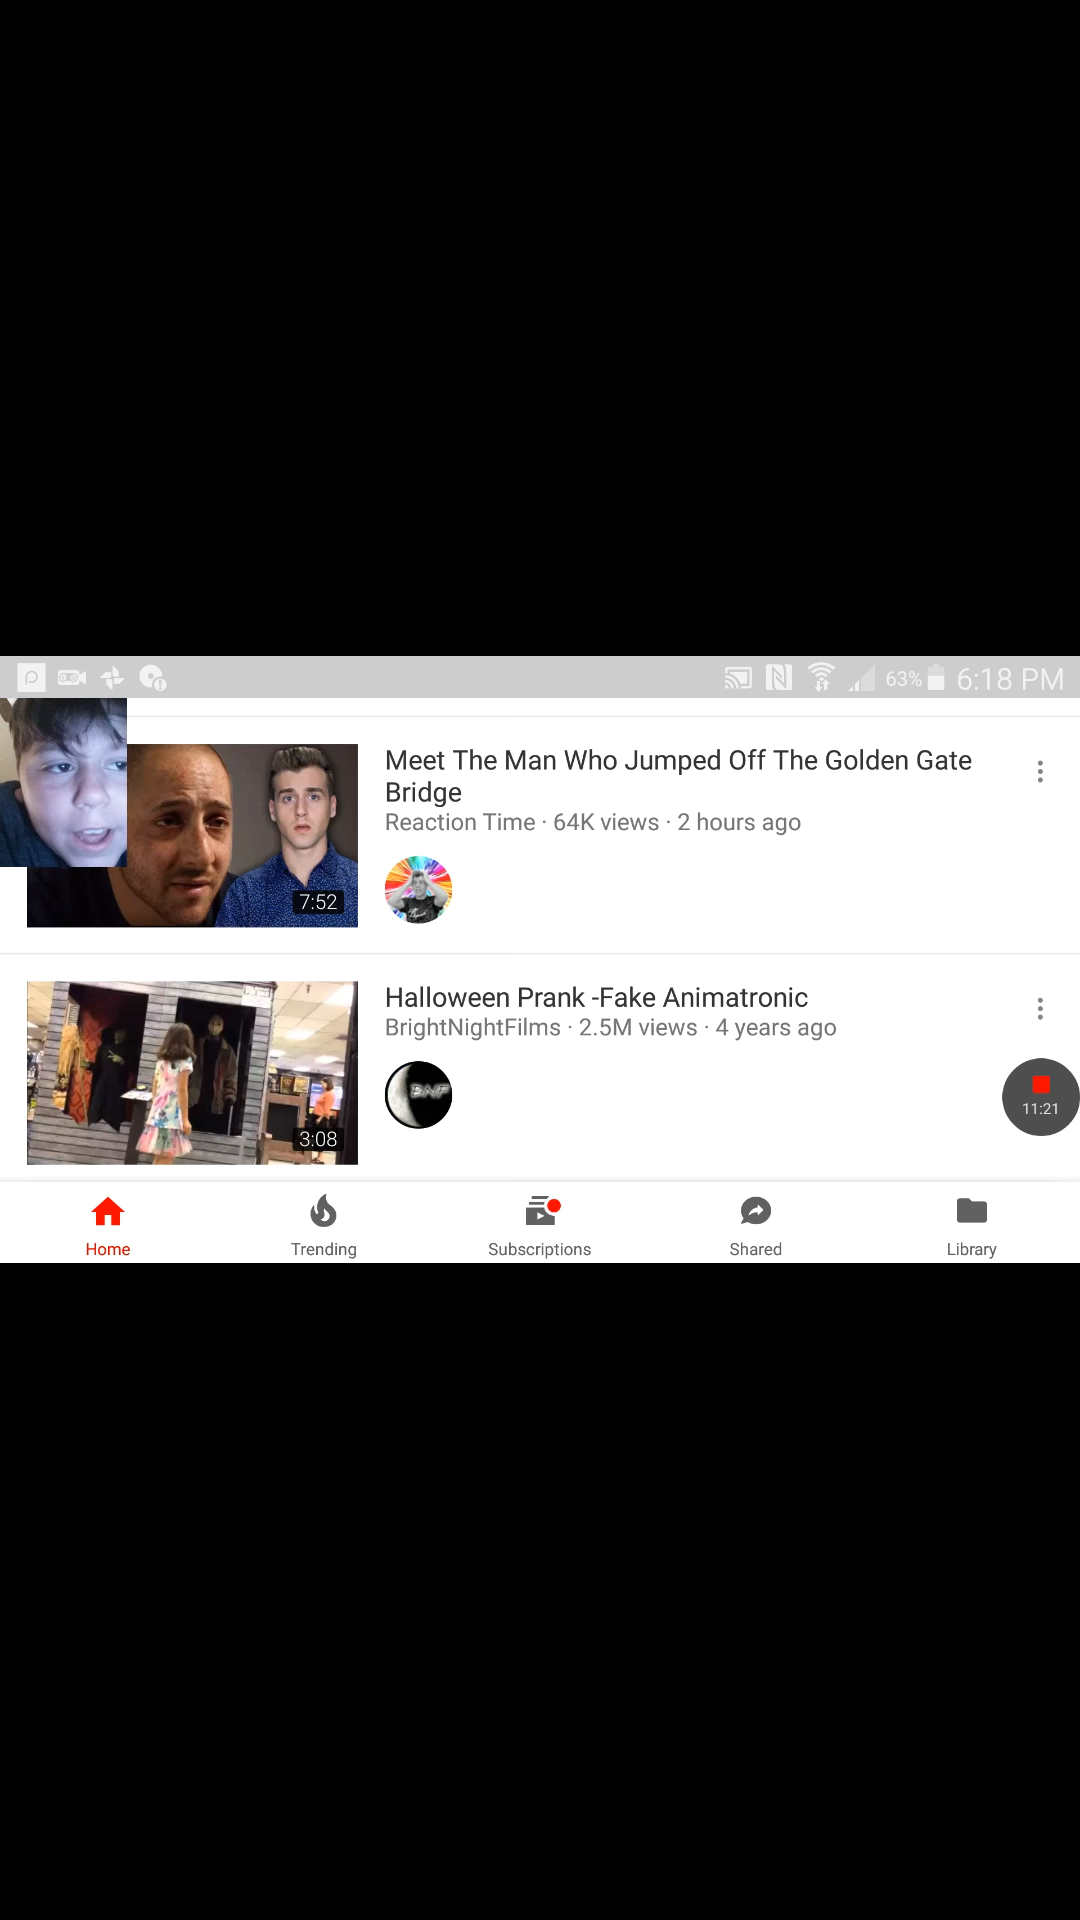 63% 6:18 PM
Meet The Man Who Jumped Off The Golden Gate
Bridge
Reaction Time · 64K views · 2 hours ago
7:52
Halloween Prank -Fake Animatronic
BrightNightFilms · 2.5M views · 4 years ago
BNF
11:21
3:08
Home Trending Subscriptions Shared Library